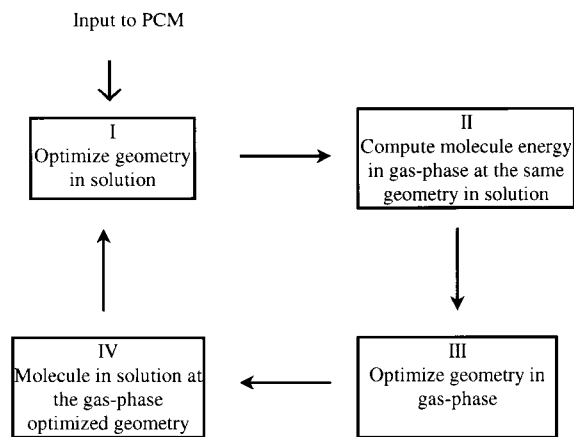 Input to PCM
I
Optimize geometry
in solution
II
Compute molecule energy
in gas-phase at the same
geometry in solution
IV
Molecule in solution at
the gas-phase
optimized geometry
III
Optimize geometry in
gas-phase